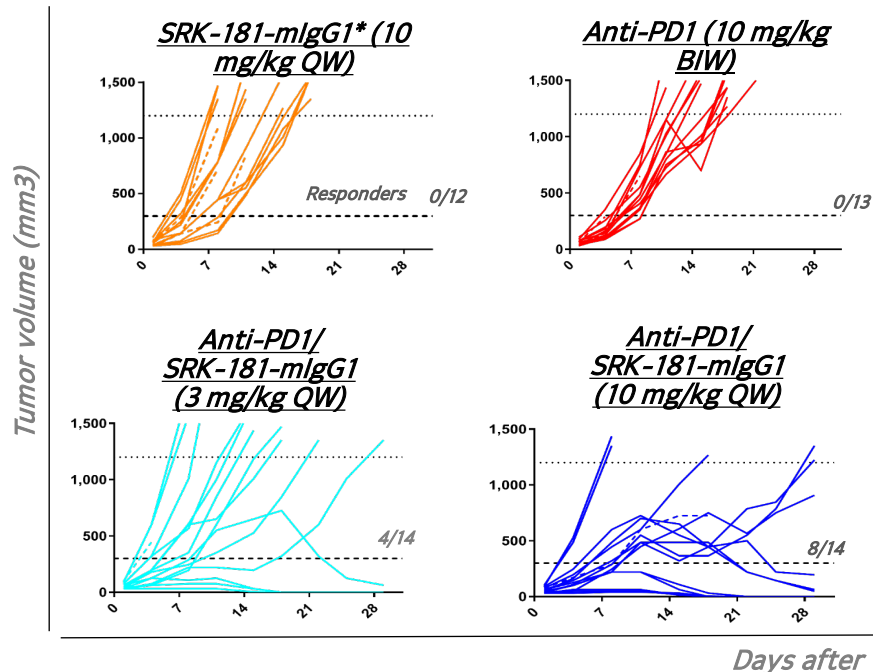 SRK-181-mIgG1* (10
mg/kg QW)
1,500
1,000
500
0
Responders 0/12
0 7 14 21 28
Anti-PD1 (10 mg/kg
BIW)
1,500
1,000
500
0
0/13
0 7 14 21 28
Tumor volume (mm3)
Anti-PD1/
SRK-181-mIgG1
(3 mg/kg QW)
1,500
1,000
500
0
4/14
0 7 14 21 28
Anti-PD1/
SRK-181-mIgG1
(10 mg/kg QW)
1,500
1,000
500
0
8/14
0 7 14 21 28
Days after